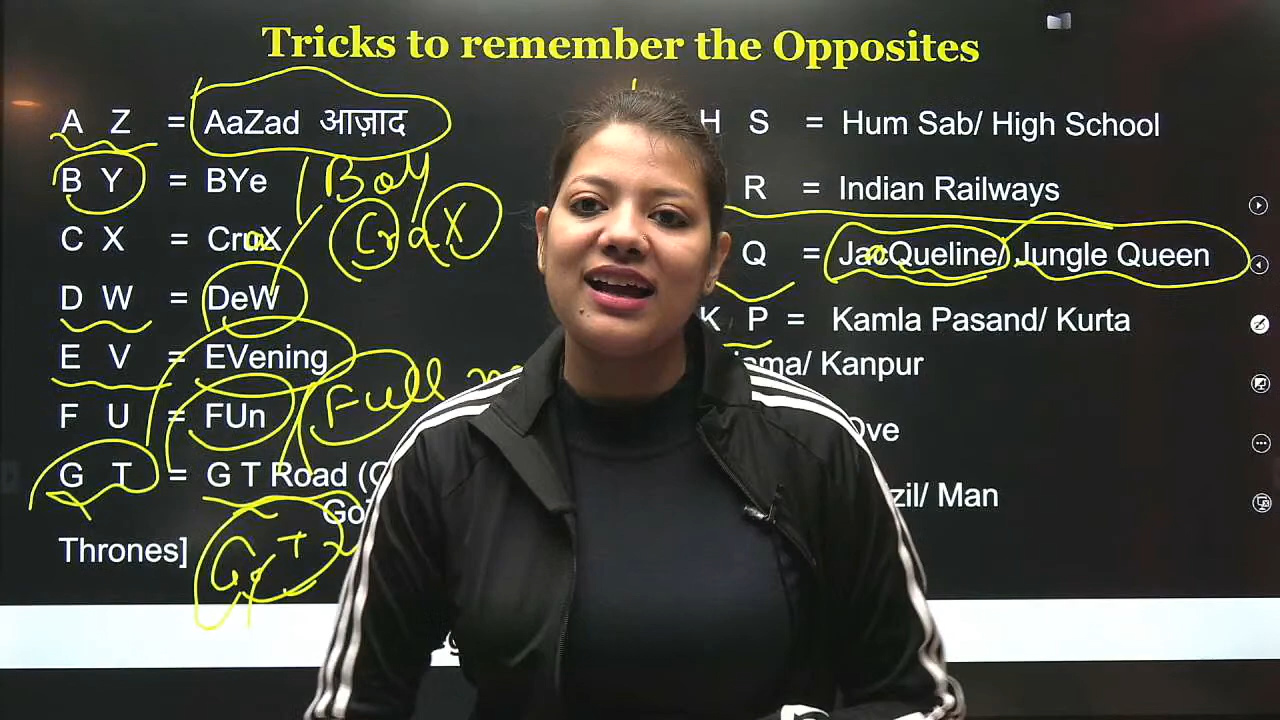 Tricks to remember the Opposites
A Z = AaZad आज़ाद
B Y = BYe
Boy
C X = CruX
a
Crax
D W = DeW
E V = EVening
F U = FUn
Full
G T = G T Road
Thrones]
GeT
H S = Hum Sab/ High School
R = Indian Railways
Q = JacQueline/ Jungle Queen
K P = Kamla Pasand/ Kurta
Kanpur
Man